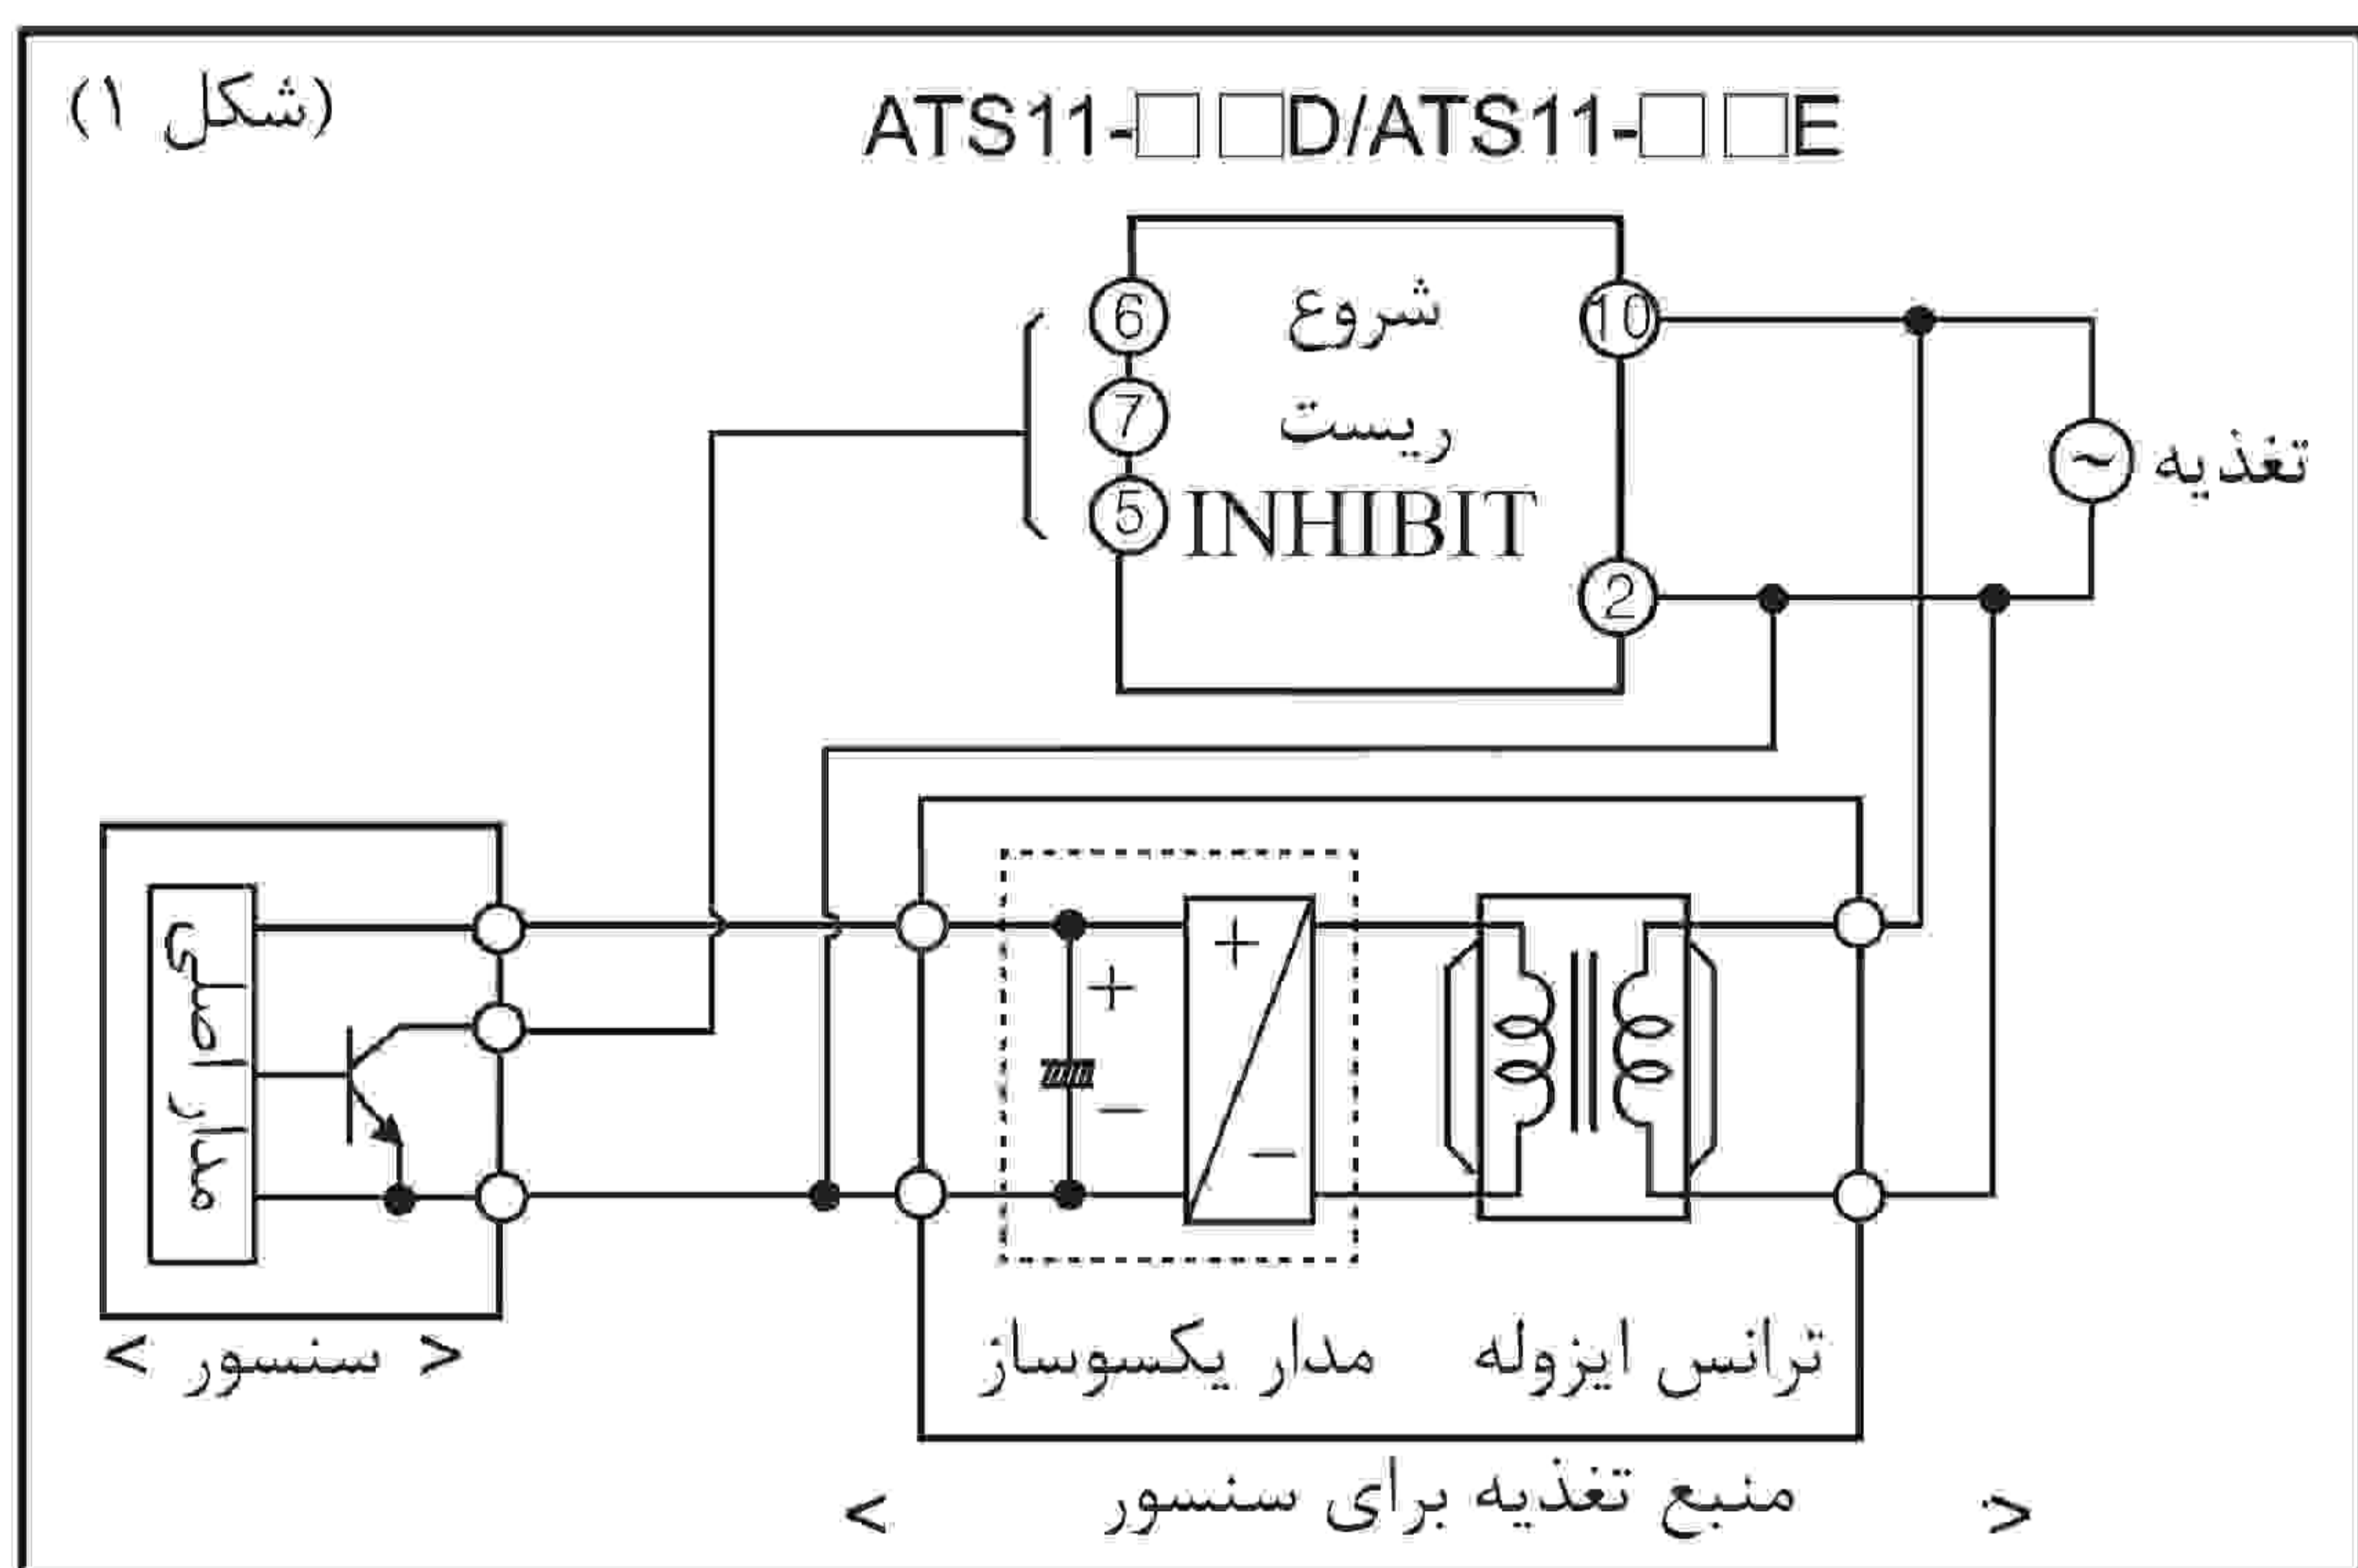 (شکل ۱)
ATS11-□□D/ATS11-□□E
6 شروع 10
7 ریست
5 INHIBIT
2
~ تغذیه
مدار اصلی
+
+
−
−
< سنسور >
مدار یکسوساز
ترانس ایزوله
< منبع تغذیه برای سنسور >